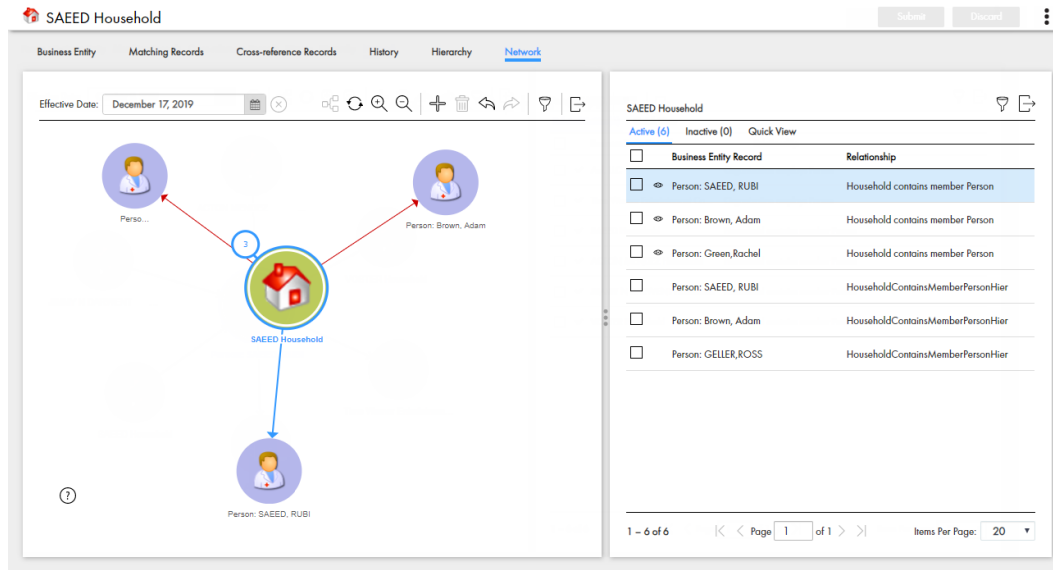 SAEED Household
Submit Discard
Business Entity Matching Records Cross-reference Records History Hierarchy Network
Effective Date: December 17, 2019
Perso...
Person: Brown, Adam
3
SAEED Household
Person: SAEED, RUBI
?
SAEED Household
Active (6) Inactive (0) Quick View
Business Entity Record Relationship
Person: SAEED, RUBI Household contains member Person
Person: Brown, Adam Household contains member Person
Person: Green,Rachel Household contains member Person
Person: SAEED, RUBI HouseholdContainsMemberPersonHier
Person: Brown, Adam HouseholdContainsMemberPersonHier
Person: GELLER,ROSS HouseholdContainsMemberPersonHier
1 – 6 of 6 Page 1 of 1 Items Per Page: 20